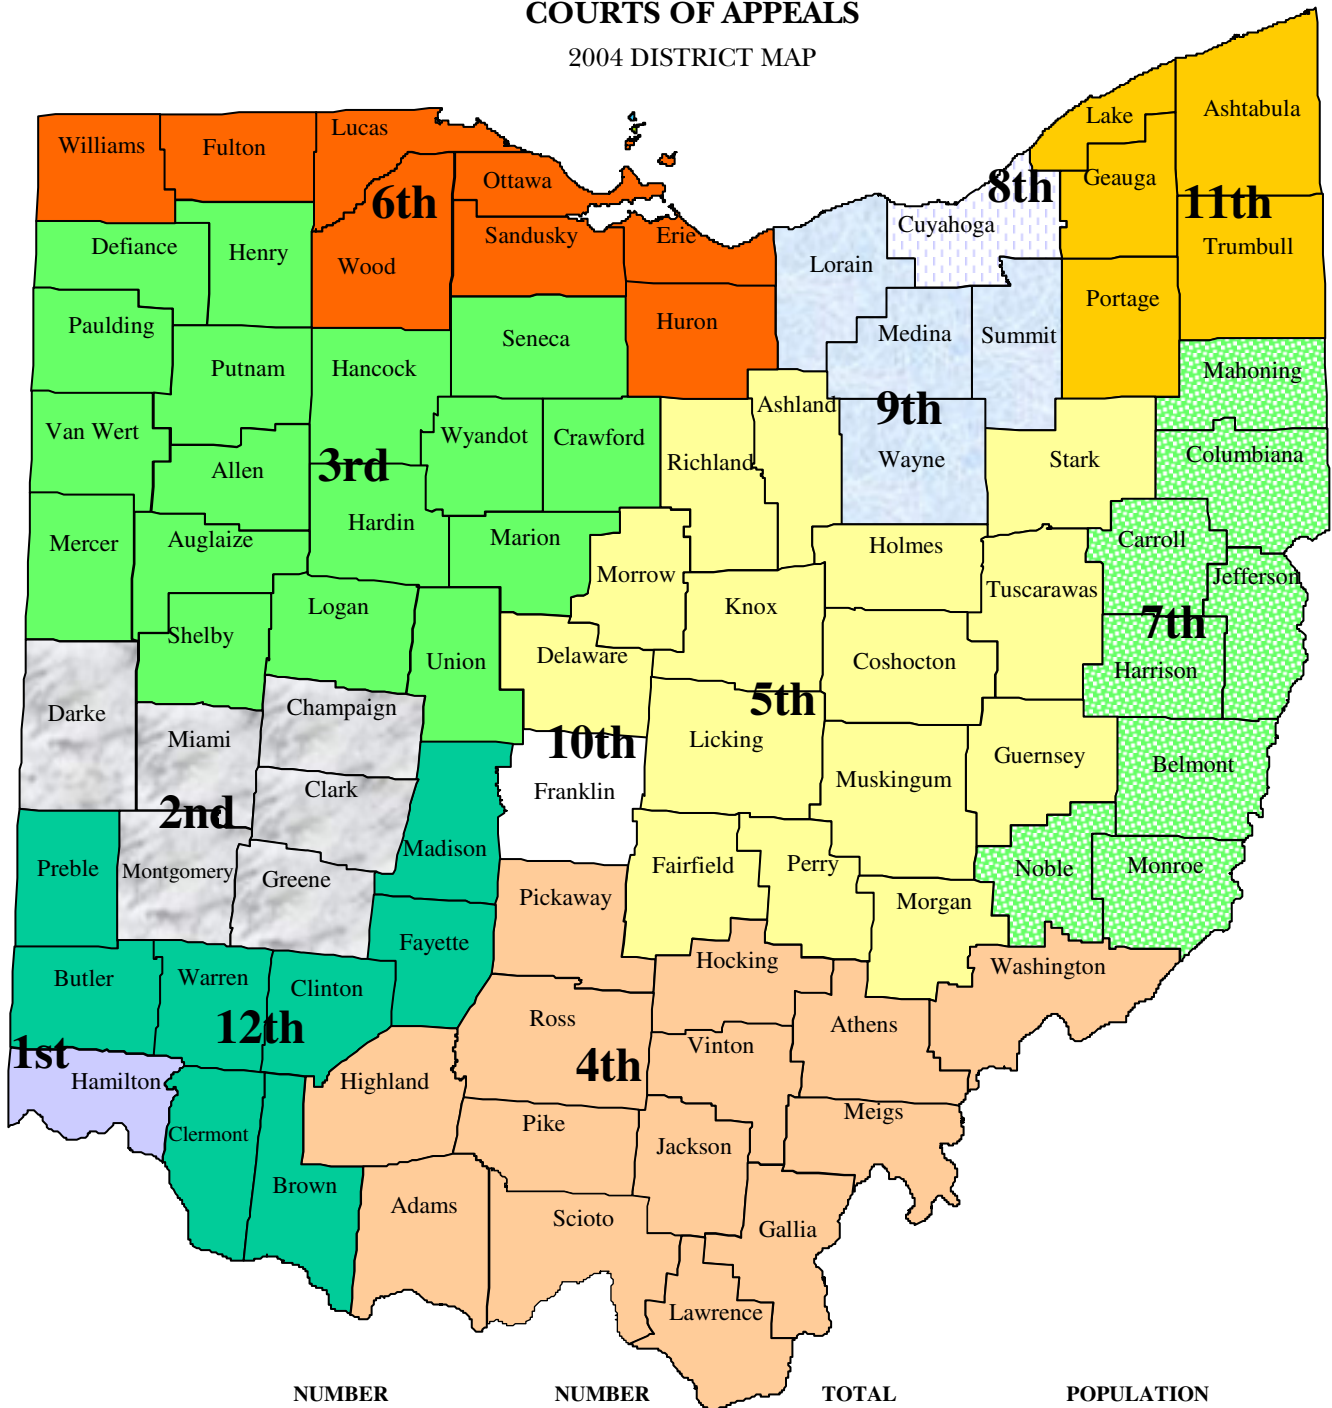 COURTS OF APPEALS
2004 DISTRICT MAP
Williams
Fulton
Lucas
6th
Ottawa
Sandusky
Erie
Wood
Huron
Defiance
Henry
Paulding
Putnam
Hancock
Seneca
Van Wert
Allen
3rd
Wyandot
Crawford
Mercer
Auglaize
Hardin
Marion
Shelby
Logan
Union
Lake
Ashtabula
8th
Geauga
11th
Cuyahoga
Trumbull
Lorain
Portage
Medina
Summit
9th
Wayne
Mahoning
Columbiana
Ashland
Richland
Stark
Holmes
Carroll
Jefferson
Morrow
Knox
Tuscarawas
7th
Delaware
Coshocton
Harrison
5th
Licking
Guernsey
Belmont
Muskingum
10th
Franklin
Darke
Miami
Champaign
Clark
2nd
Montgomery
Greene
Preble
Madison
Fayette
Butler
Warren
Clinton
12th
1st
Hamilton
Clermont
Brown
Fairfield
Perry
Morgan
Noble
Monroe
Pickaway
Hocking
Washington
Ross
Athens
Vinton
4th
Highland
Pike
Jackson
Meigs
Adams
Scioto
Gallia
Lawrence
NUMBER NUMBER TOTAL POPULATION